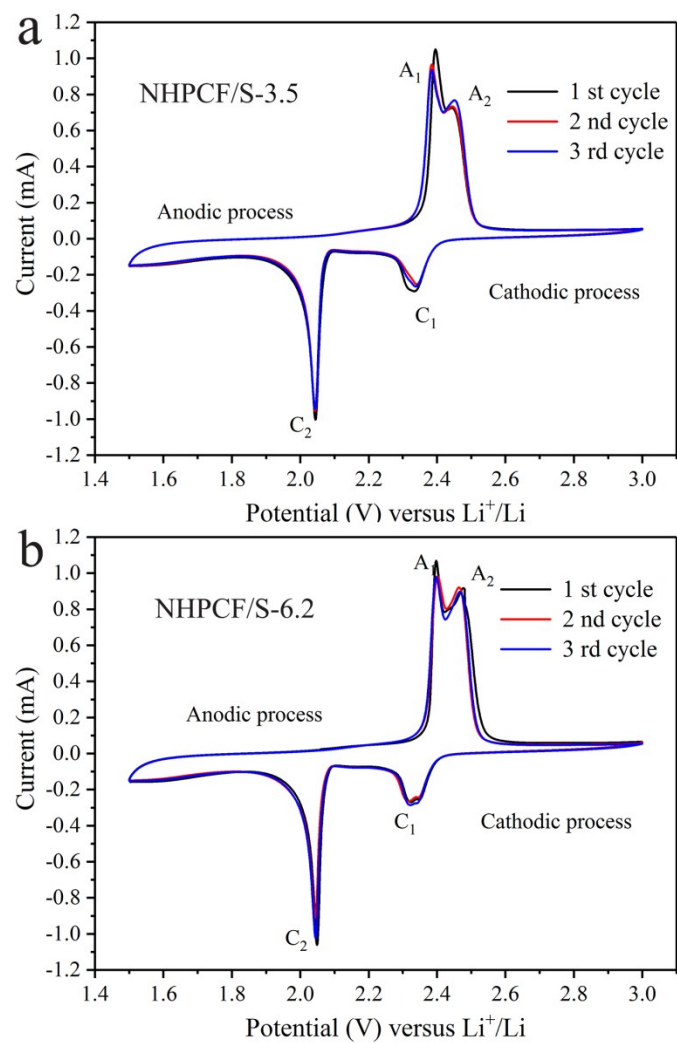 a
1.2
1.0
0.8
0.6
0.4
0.2
0.0
-0.2
-0.4
-0.6
-0.8
-1.0
-1.2
Current (mA)
NHPCF/S-3.5
A₁
A₂
1 st cycle
2 nd cycle
3 rd cycle
Anodic process
Cathodic process
C₁
C₂
1.4 1.6 1.8 2.0 2.2 2.4 2.6 2.8 3.0
Potential (V) versus Li⁺/Li
b
1.2
1.0
0.8
0.6
0.4
0.2
0.0
-0.2
-0.4
-0.6
-0.8
-1.0
-1.2
Current (mA)
NHPCF/S-6.2
A₁
A₂
1 st cycle
2 nd cycle
3 rd cycle
Anodic process
Cathodic process
C₁
C₂
1.4 1.6 1.8 2.0 2.2 2.4 2.6 2.8 3.0
Potential (V) versus Li⁺/Li